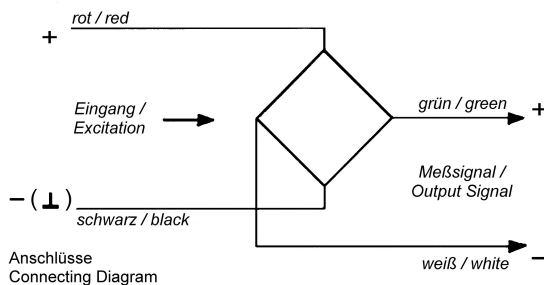 rot / red
+
Eingang /
Excitation
grün / green
+
Meßsignal /
Output Signal
– (⊥)
schwarz / black
Anschlüsse
Connecting Diagram
weiß / white
–